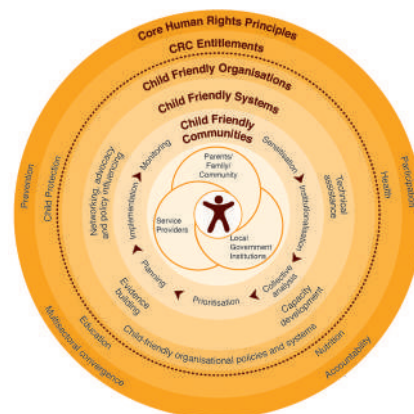 Core Human Rights Principles
CRC Entitlements
Child Friendly Organisations
Child Friendly Systems
Child Friendly
Communities
Parents/
Family/
Community
Service
Providers
Local
Government
Institutions
Sensitisation
Institutionalisation
Collective
analysis
Prioritisation
Planning
Implementation
Monitoring
Technical
assistance
Capacity
development
Evidence
building
Networking, advocacy
and policy influencing
Child-friendly organisational policies and systems
Health
Nutrition
Education
Child Protection
Participation
Accountability
Multisectoral convergence
Prevention